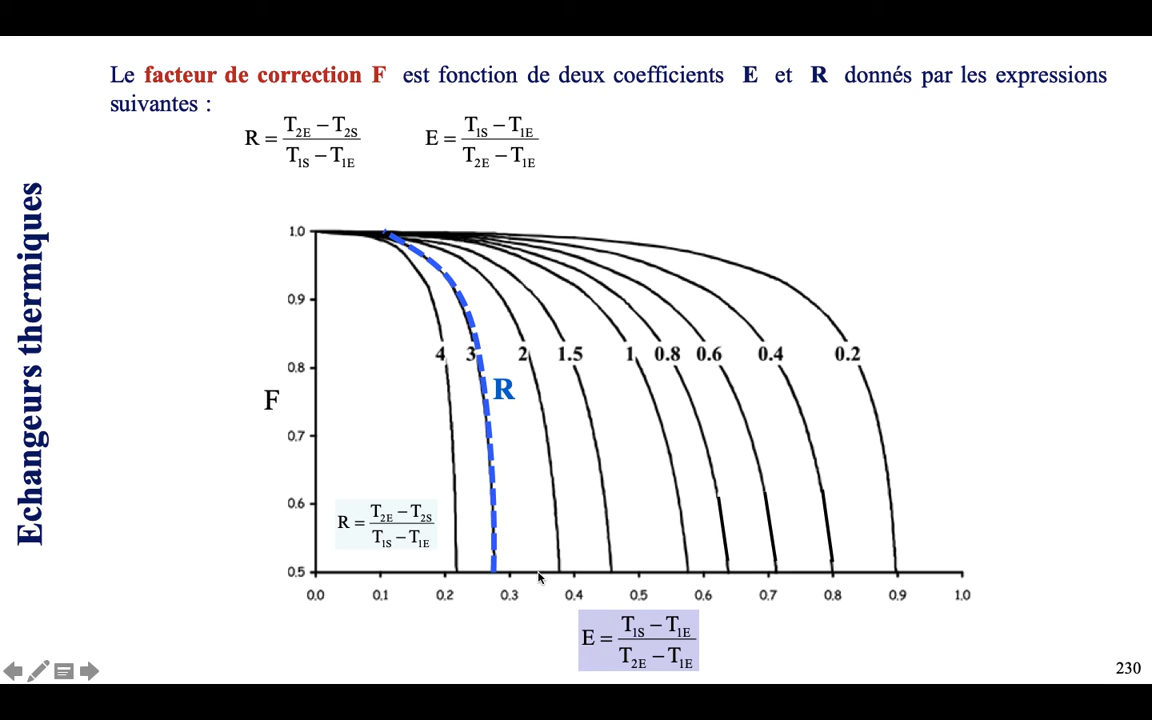 Le facteur de correction F est fonction de deux coefficients E et R donnés par les expressions
suivantes :
R = (T2E − T2S) / (T1S − T1E)
E = (T1S − T1E) / (T2E − T1E)
Echangeurs thermiques
1.0
0.9
0.8
0.7
0.6
0.5
F
4 3 2 1.5 1 0.8 0.6 0.4 0.2
R
R = (T2E − T2S) / (T1S − T1E)
0.0 0.1 0.2 0.3 0.4 0.5 0.6 0.7 0.8 0.9 1.0
E = (T1S − T1E) / (T2E − T1E)
230